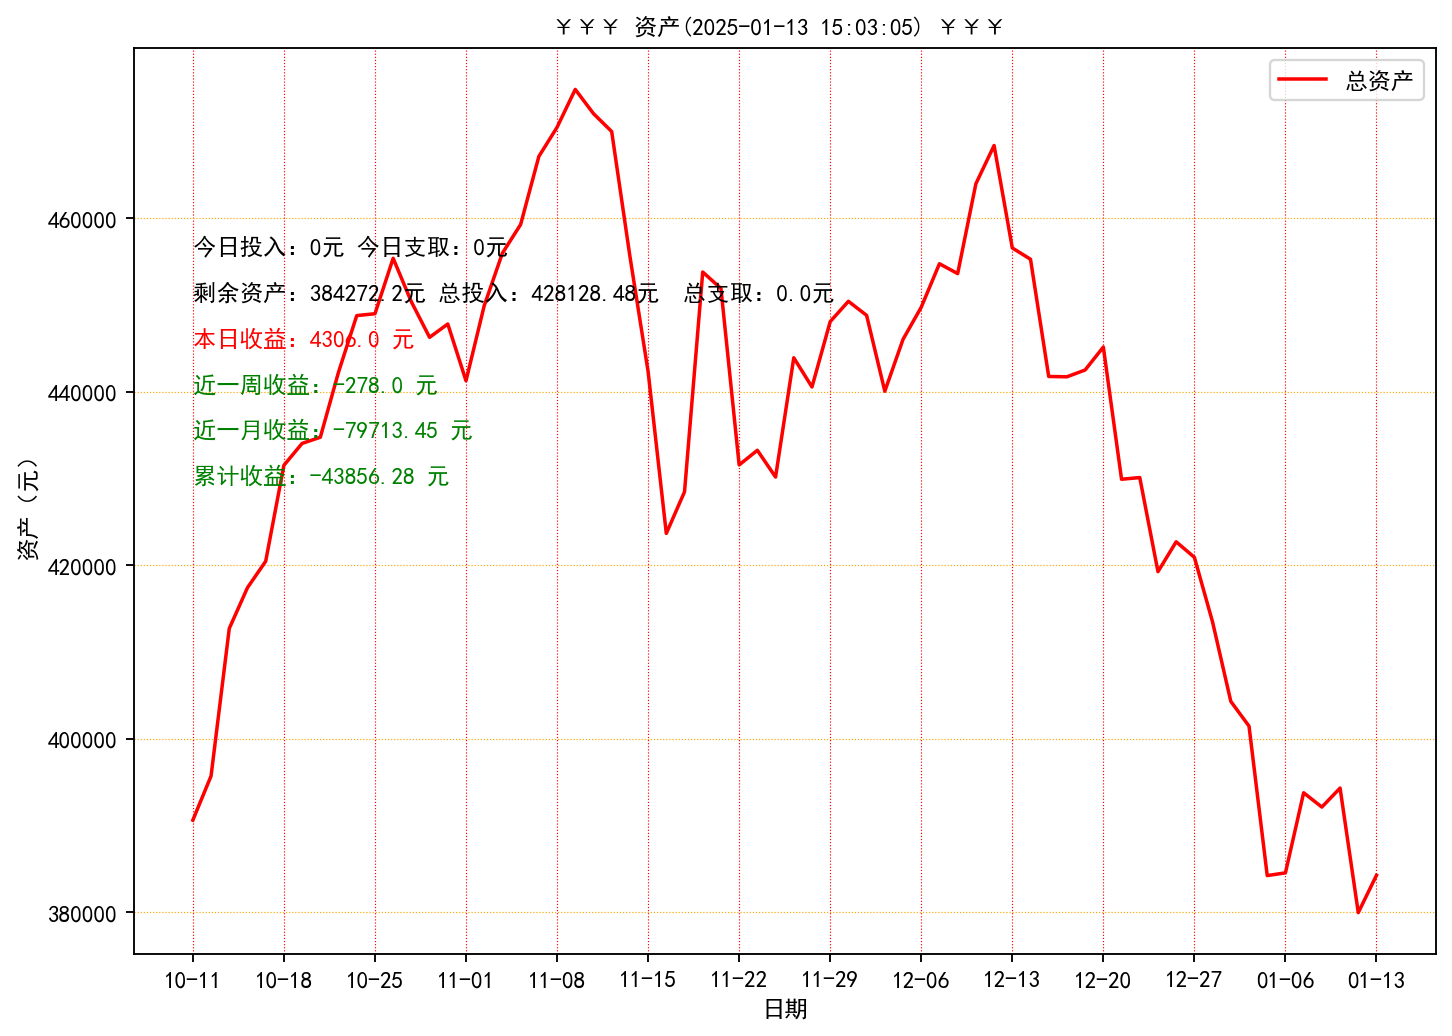 ￥￥￥ 资产(2025-01-13 15:03:05) ￥￥￥
总资产
460000
440000
420000
400000
380000
资产（元）
今日投入：0元 今日支取：0元
剩余资产：384272.2元 总投入：428128.48元 总支取：0.0元
本日收益：4306.0 元
近一周收益：-278.0 元
近一月收益：-79713.45 元
累计收益：-43856.28 元
10-11 10-18 10-25 11-01 11-08 11-15 11-22 11-29 12-06 12-13 12-20 12-27 01-06 01-13
日期